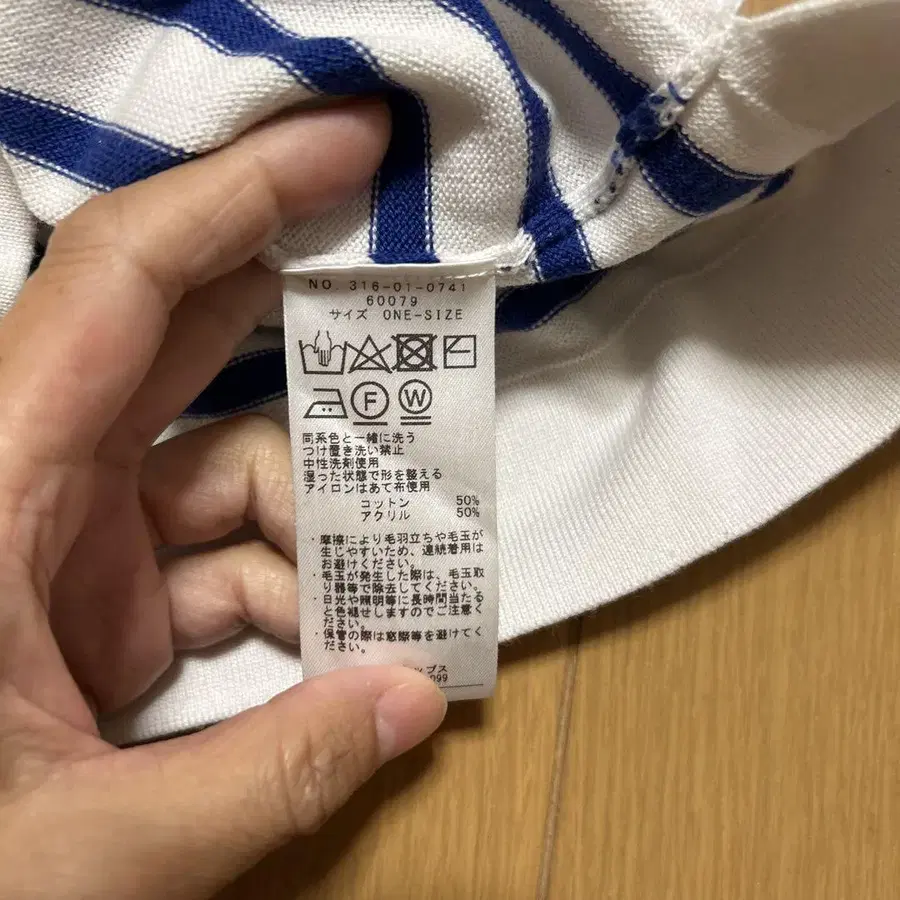 NO. 316-01-0741
60079
サイズ ONE-SIZE
F W
同系色と一緒に洗う
つけ置き洗い禁止
中性洗剤使用
湿った状態で形を整える
アイロンはあて布使用
コットン 50%
アクリル 50%
・摩擦により毛羽立ちや毛玉が
生じやすいため、連続着用は
お避けください。
・毛玉が発生した際は、毛玉取
り器等で除去してください。
・日光や照明等に長時間当たる
と色褪せしますのでご注意く
ださい。
・保管の際は窓際等を避けてく
ださい。
ップス
099